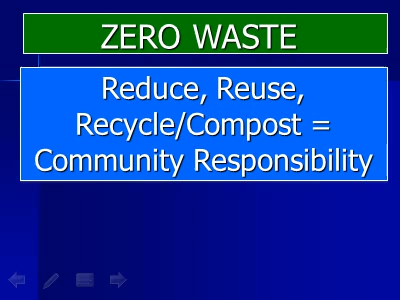 ZERO WASTE
Reduce, Reuse,
Recycle/Compost =
Community Responsibility